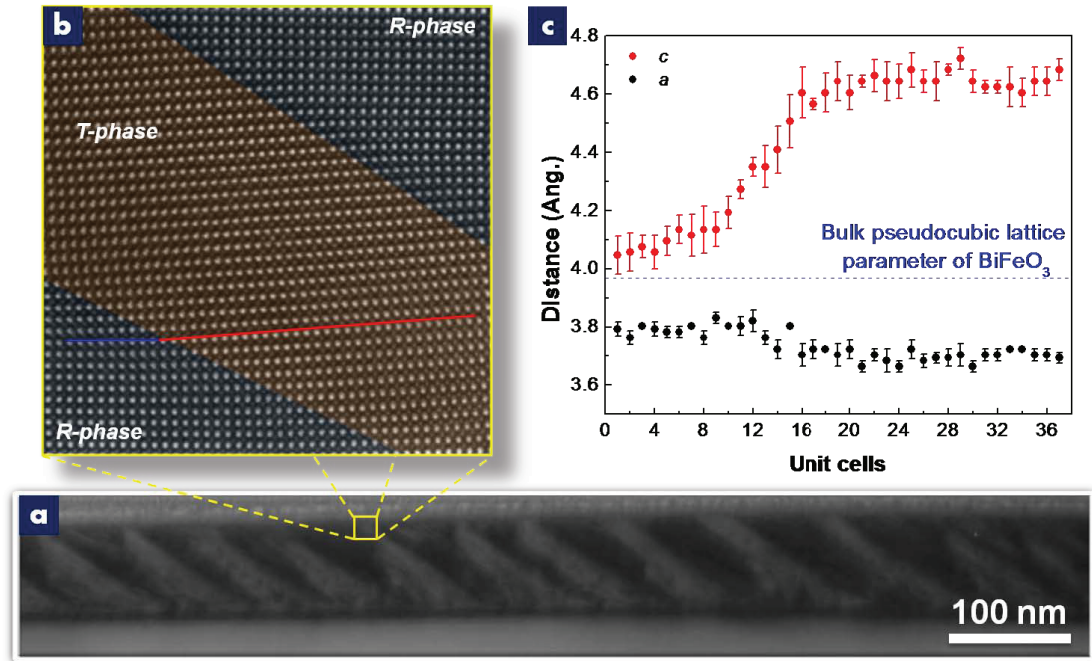 b
R-phase
T-phase
R-phase
c
c
a
4.8
4.6
4.4
4.2
4.0
3.8
3.6
Distance (Ang.)
Bulk pseudocubic lattice
parameter of BiFeO3
0 4 8 12 16 20 24 28 32 36
Unit cells
a
100 nm